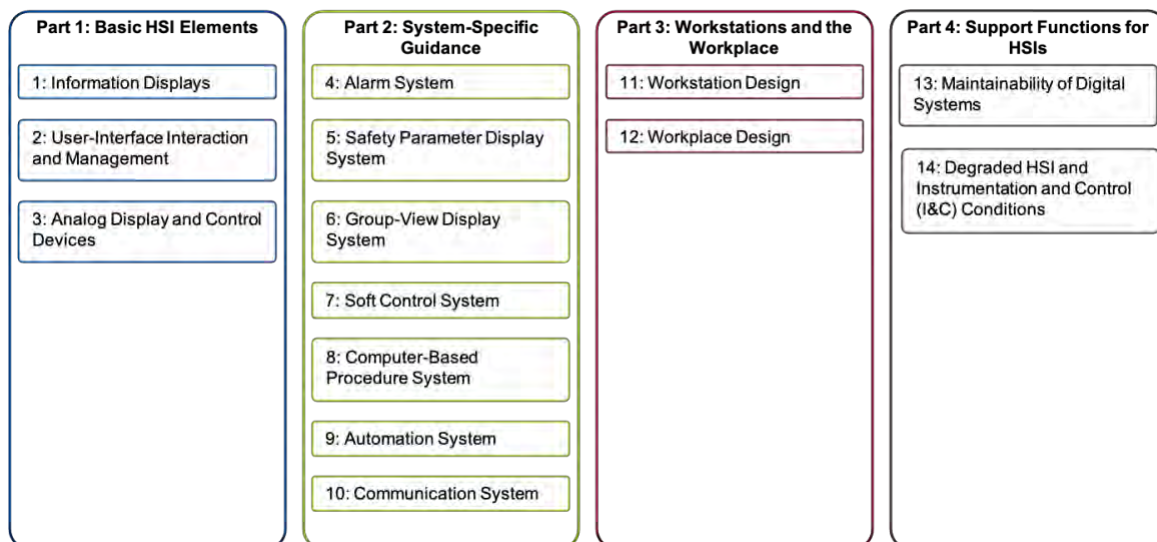 Part 1: Basic HSI Elements
1: Information Displays
2: User-Interface Interaction
and Management
3: Analog Display and Control
Devices
Part 2: System-Specific
Guidance
4: Alarm System
5: Safety Parameter Display
System
6: Group-View Display
System
7: Soft Control System
8: Computer-Based
Procedure System
9: Automation System
10: Communication System
Part 3: Workstations and the
Workplace
11: Workstation Design
12: Workplace Design
Part 4: Support Functions for
HSIs
13: Maintainability of Digital
Systems
14: Degraded HSI and
Instrumentation and Control
(I&C) Conditions